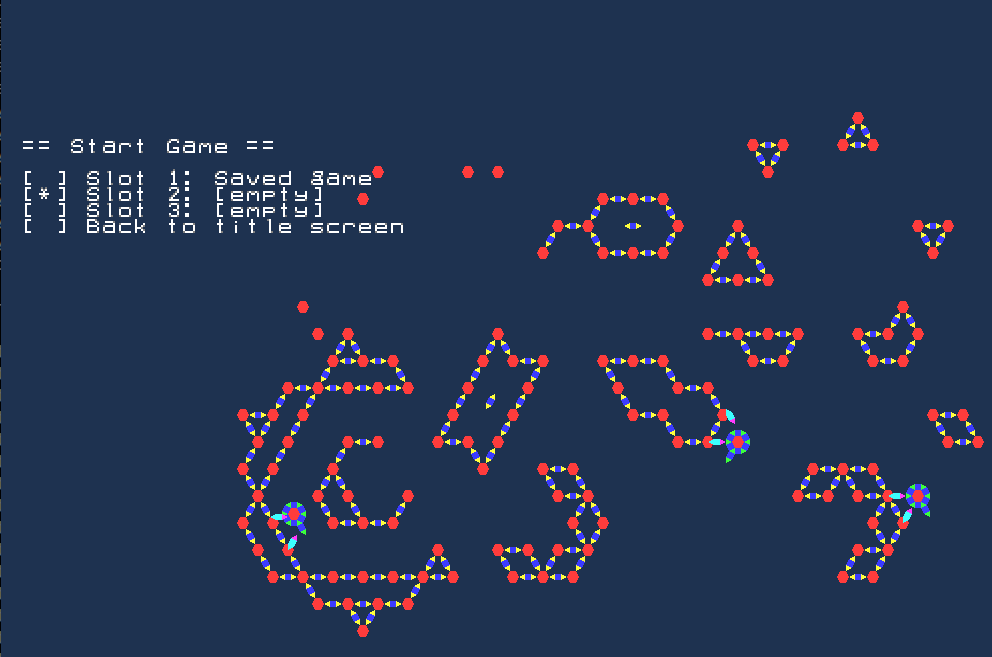 == Start Game ==
[ ] Slot 1: Saved game
[*] Slot 2: [empty]
[ ] Slot 3: [empty]
[ ] Back to title screen